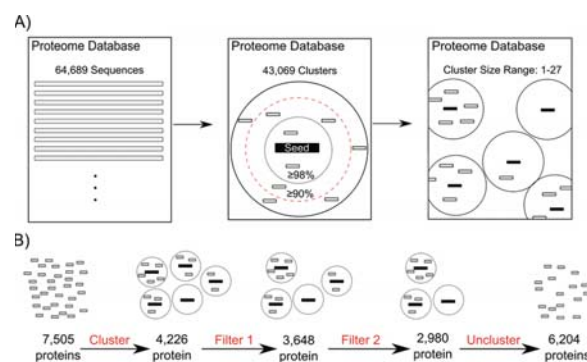 A)
Proteome Database
64,689 Sequences
Proteome Database
43,069 Clusters
Seed
≥98%
≥90%
Proteome Database
Cluster Size Range: 1-27
B)
7,505
proteins
Cluster
4,226
protein
Filter 1
3,648
protein
Filter 2
2,980
protein
Uncluster
6,204
proteins